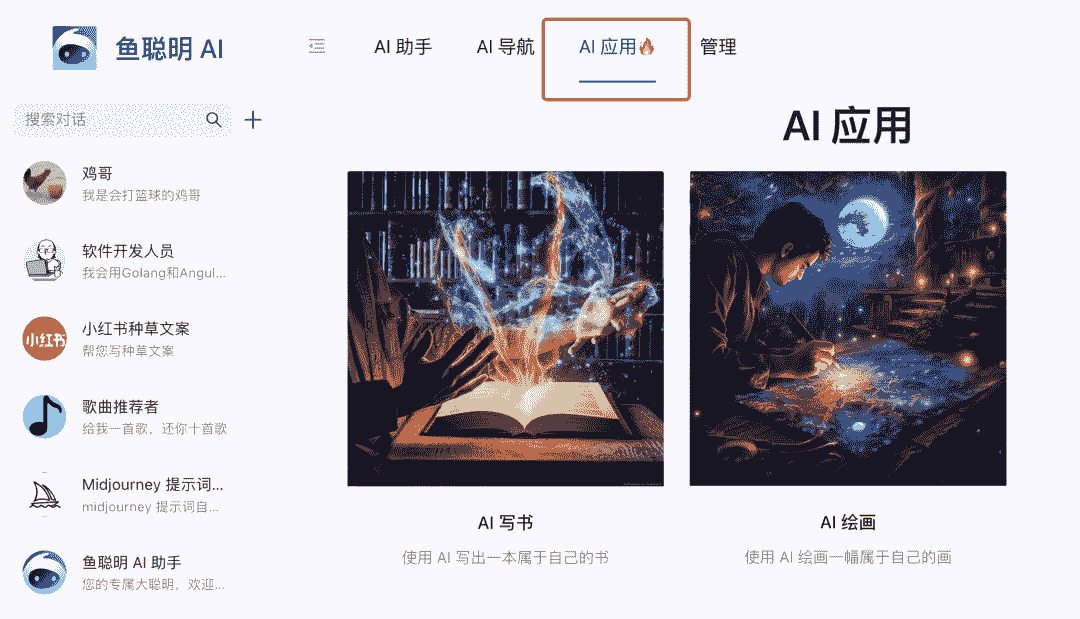 鱼聪明 AI
AI 助手
AI 导航
AI 应用🔥
管理
搜索对话
鸡哥
我是会打篮球的鸡哥
软件开发人员
我会用Golang和Angul...
小红书
小红书种草文案
帮您写种草文案
歌曲推荐者
给我一首歌，还你十首歌
Midjourney 提示词...
midjourney 提示词自...
鱼聪明 AI 助手
您的专属大聪明，欢迎...
AI 应用
AI 写书
使用 AI 写出一本属于自己的书
AI 绘画
使用 AI 绘画一幅属于自己的画